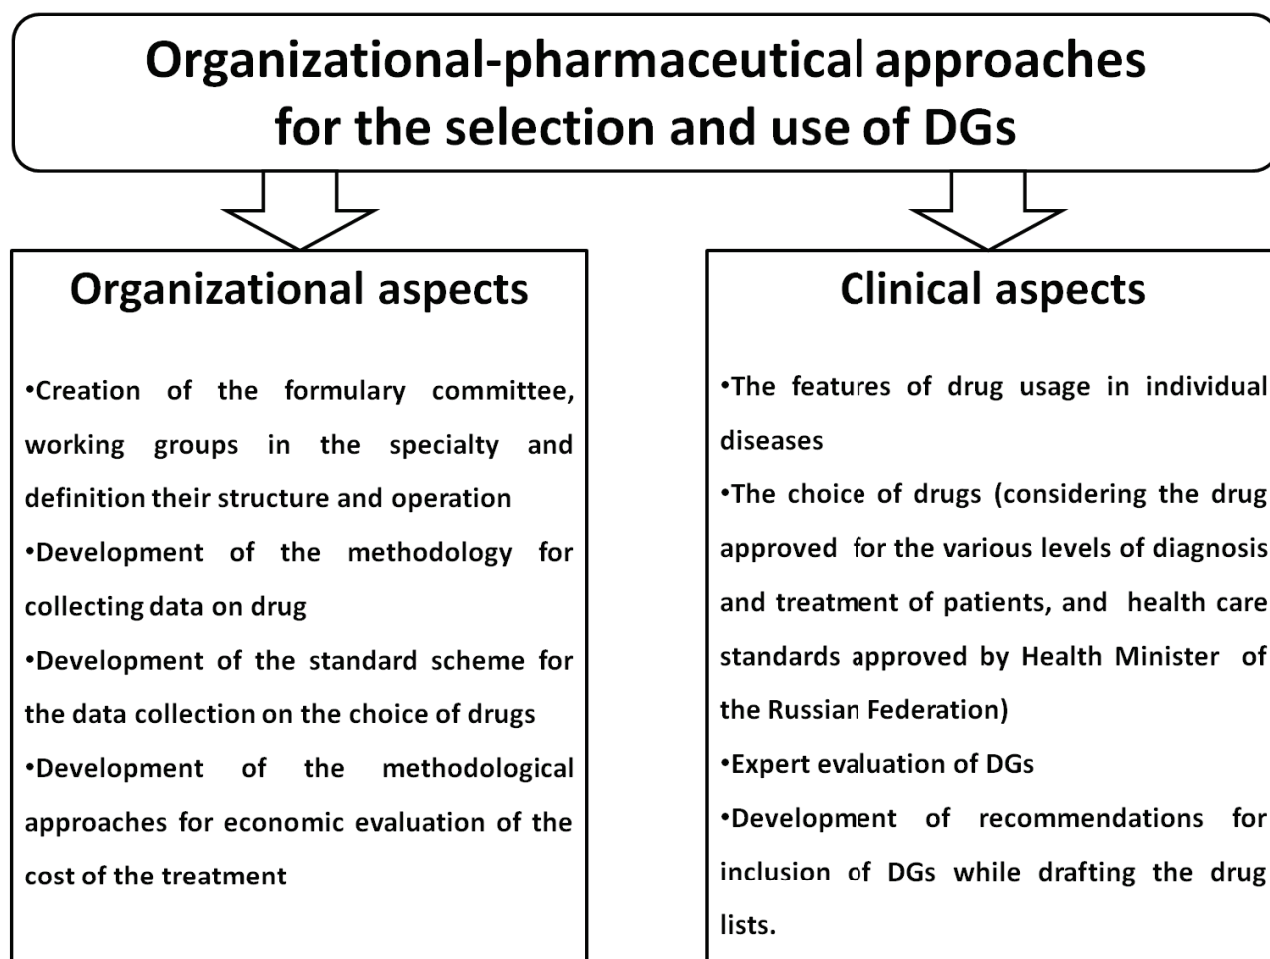 Organizational-pharmaceutical approaches
for the selection and use of DGs
Organizational aspects
•Creation of the formulary committee,
working groups in the specialty and
definition their structure and operation
•Development of the methodology for
collecting data on drug
•Development of the standard scheme for
the data collection on the choice of drugs
•Development of the methodological
approaches for economic evaluation of the
cost of the treatment
Clinical aspects
•The features of drug usage in individual
diseases
•The choice of drugs (considering the drug
approved for the various levels of diagnosis
and treatment of patients, and health care
standards approved by Health Minister of
the Russian Federation)
•Expert evaluation of DGs
•Development of recommendations for
inclusion of DGs while drafting the drug
lists.